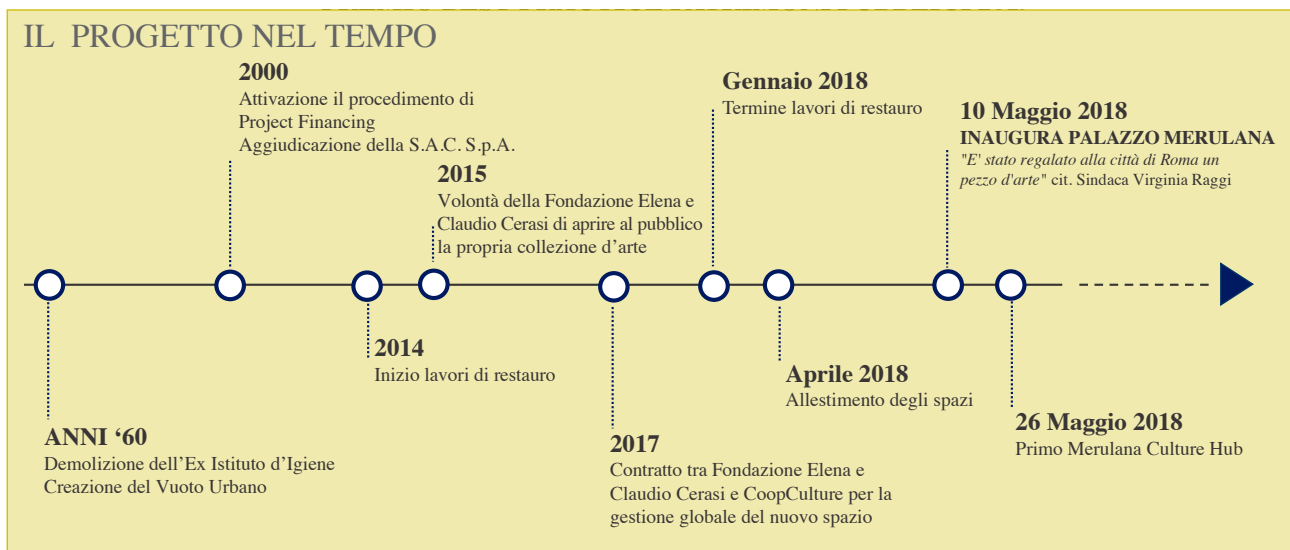 IL PROGETTO NEL TEMPO
2000
Attivazione il procedimento di
Project Financing
Aggiudicazione della S.A.C. S.p.A.
2015
Volontà della Fondazione Elena e
Claudio Cerasi di aprire al pubblico
la propria collezione d’arte
Gennaio 2018
Termine lavori di restauro
10 Maggio 2018
INAUGURA PALAZZO MERULANA
"E' stato regalato alla città di Roma un
pezzo d'arte" cit. Sindaca Virginia Raggi
ANNI ‘60
Demolizione dell’Ex Istituto d’Igiene
Creazione del Vuoto Urbano
2014
Inizio lavori di restauro
2017
Contratto tra Fondazione Elena e
Claudio Cerasi e CoopCulture per la
gestione globale del nuovo spazio
Aprile 2018
Allestimento degli spazi
26 Maggio 2018
Primo Merulana Culture Hub